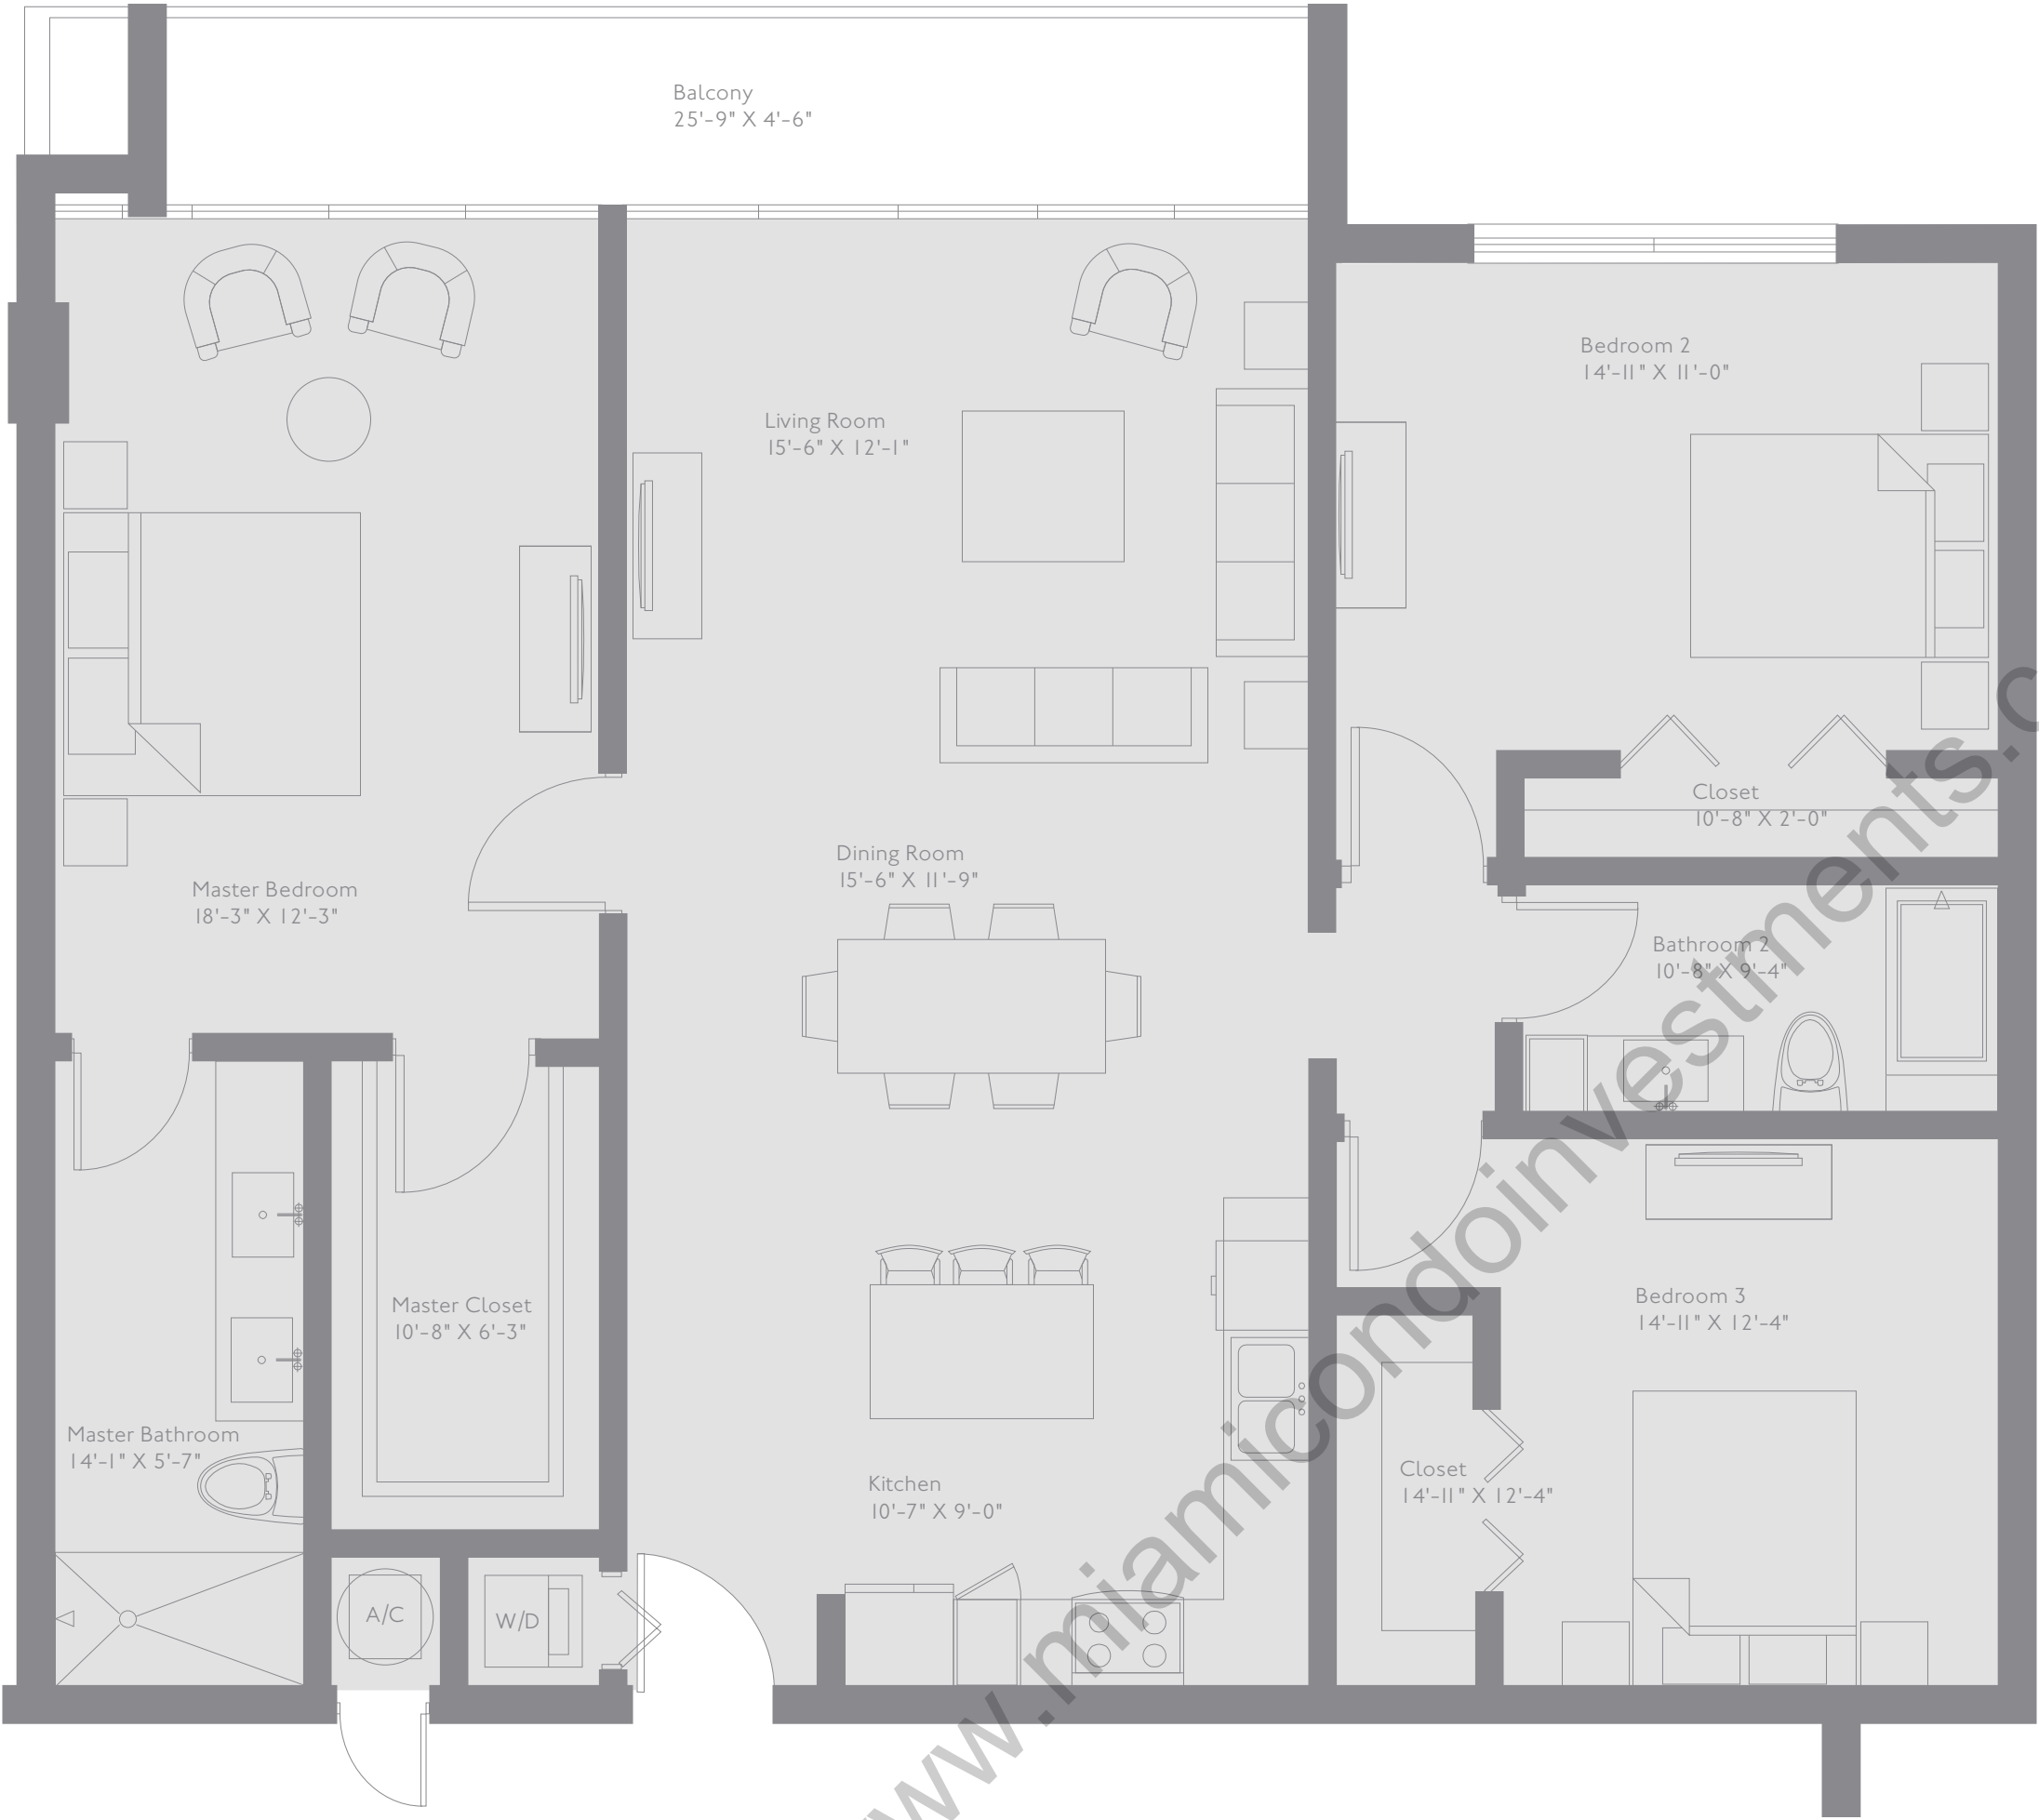 Balcony
25'-9" X 4'-6"
Bedroom 2
14'-11" X 11'-0"
Living Room
15'-6" X 12'-1"
Closet
10'-8" X 2'-0"
Dining Room
15'-6" X 11'-9"
Master Bedroom
18'-3" X 12'-3"
Bathroom 2
10'-8" X 9'-4"
Master Closet
10'-8" X 6'-3"
Bedroom 3
14'-11" X 12'-4"
Master Bathroom
14'-1" X 5'-7"
Closet
14'-11" X 12'-4"
Kitchen
10'-7" X 9'-0"
A/C
W/D
www.miamicondoinvestments.c